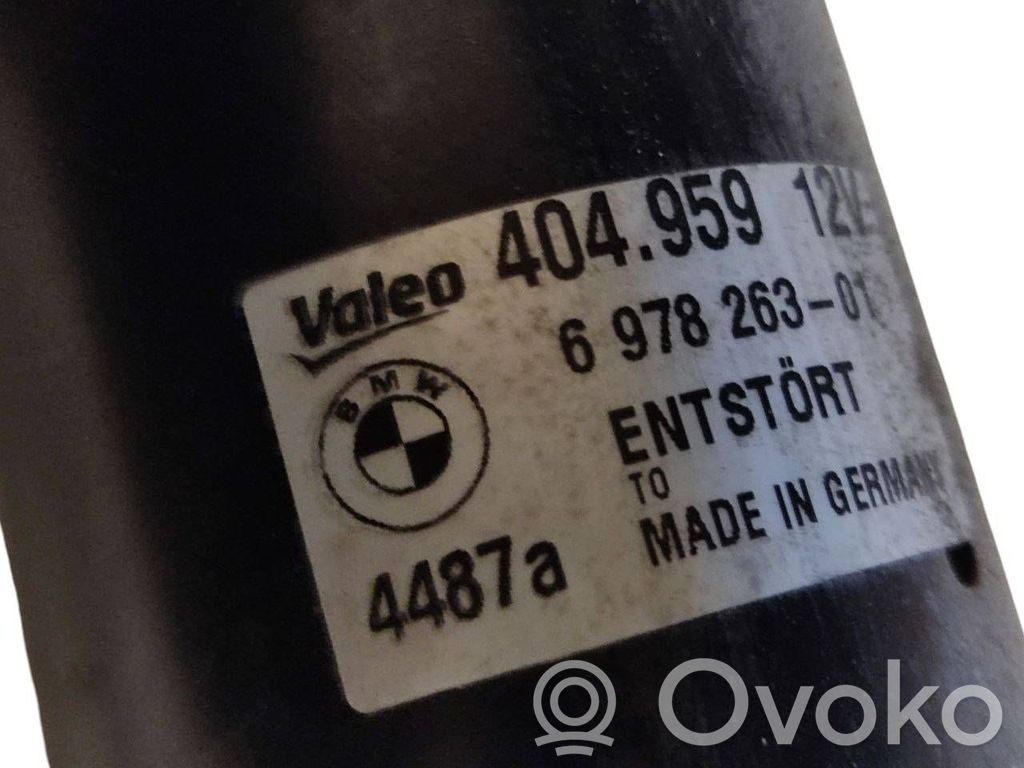 Valeo 404.959 12V
6 978 263-01
BMW
ENTSTÖRT
TO
MADE IN GERMANY
4487a
Ovoko